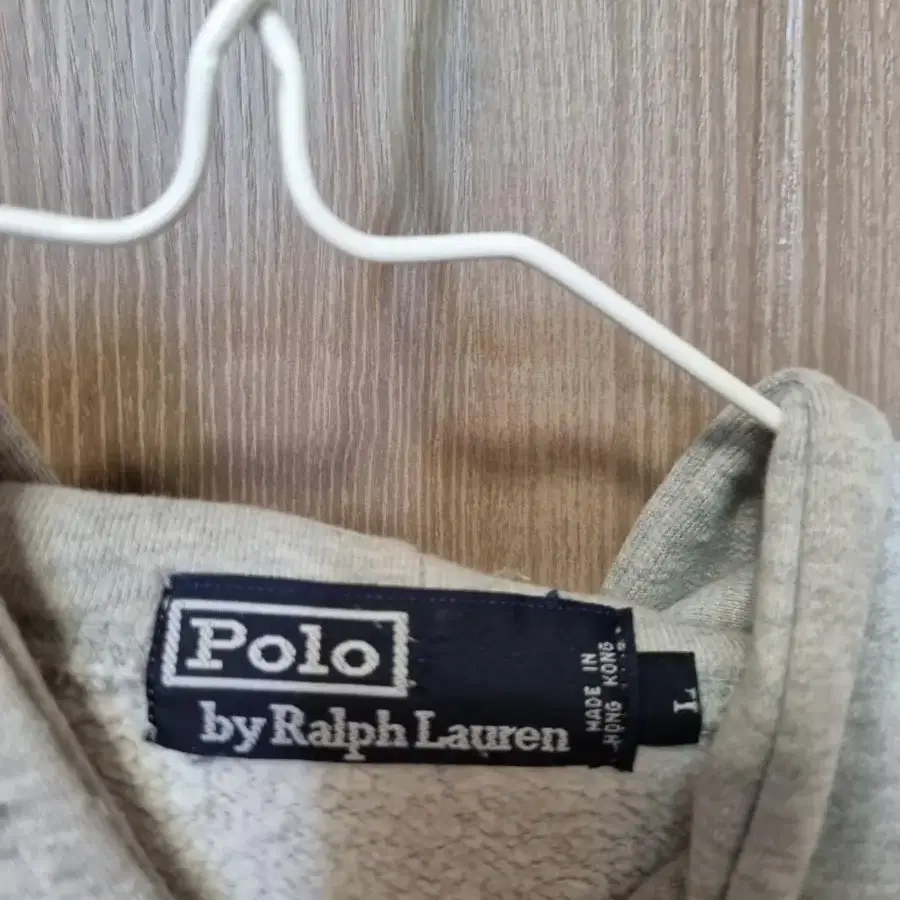 Polo
by Ralph Lauren
MADE IN
HONG KONG
L